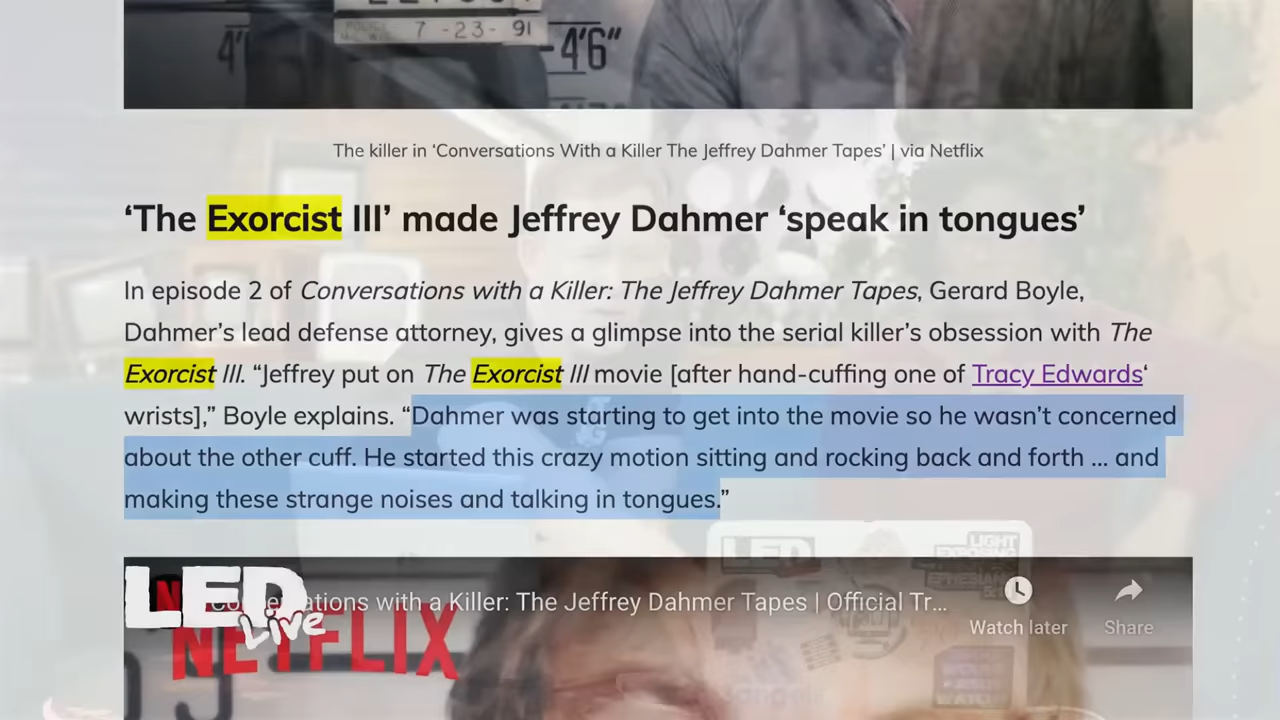 7-23-91
4'6"
The killer in ‘Conversations With a Killer The Jeffrey Dahmer Tapes’ | via Netflix
‘The Exorcist III’ made Jeffrey Dahmer ‘speak in tongues’
In episode 2 of Conversations with a Killer: The Jeffrey Dahmer Tapes, Gerard Boyle,
Dahmer’s lead defense attorney, gives a glimpse into the serial killer’s obsession with The
Exorcist III. “Jeffrey put on The Exorcist III movie [after hand-cuffing one of Tracy Edwards‘
wrists],” Boyle explains. “Dahmer was starting to get into the movie so he wasn’t concerned
about the other cuff. He started this crazy motion sitting and rocking back and forth ... and
making these strange noises and talking in tongues.”
LED
LIGHT
EXPOSING
LED Live
with a Killer: The Jeffrey Dahmer Tapes | Official Tr...
Watch later
Share
NETFLIX